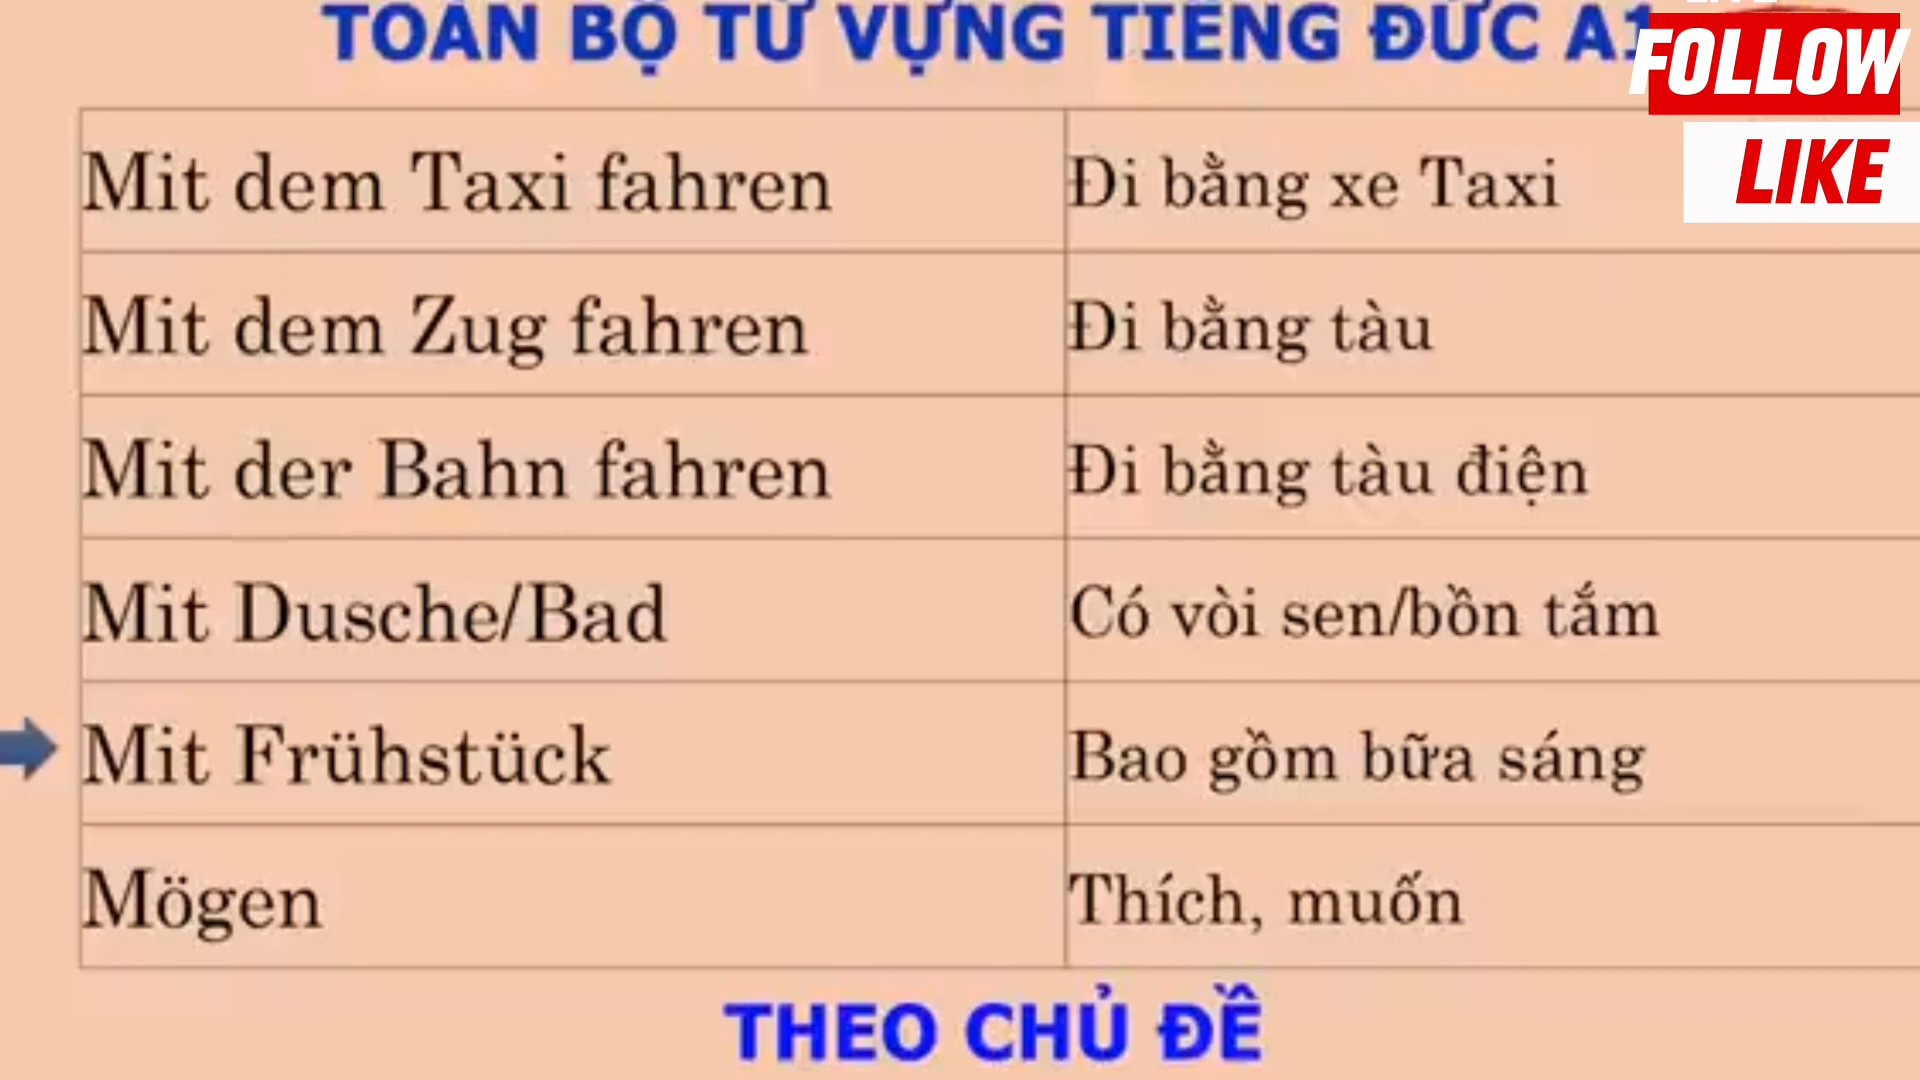 TOÀN BỘ TỪ VỰNG TIẾNG ĐỨC A1
FOLLOW
LIKE
Mit dem Taxi fahren Đi bằng xe Taxi
Mit dem Zug fahren Đi bằng tàu
Mit der Bahn fahren Đi bằng tàu điện
Mit Dusche/Bad Có vòi sen/bồn tắm
Mit Frühstück Bao gồm bữa sáng
Mögen Thích, muốn
THEO CHỦ ĐỀ